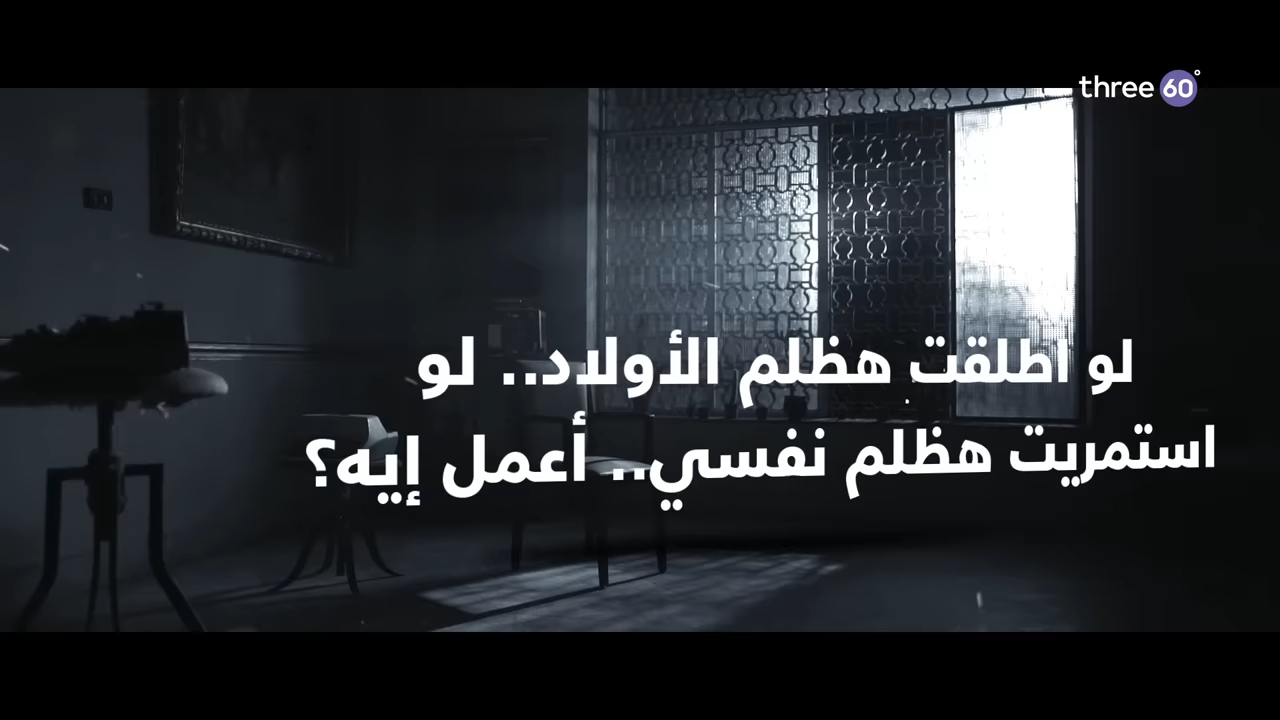 three 60°
لو اطلقت هظلم الأولاد.. لو
استمريت هظلم نفسي.. أعمل إيه؟